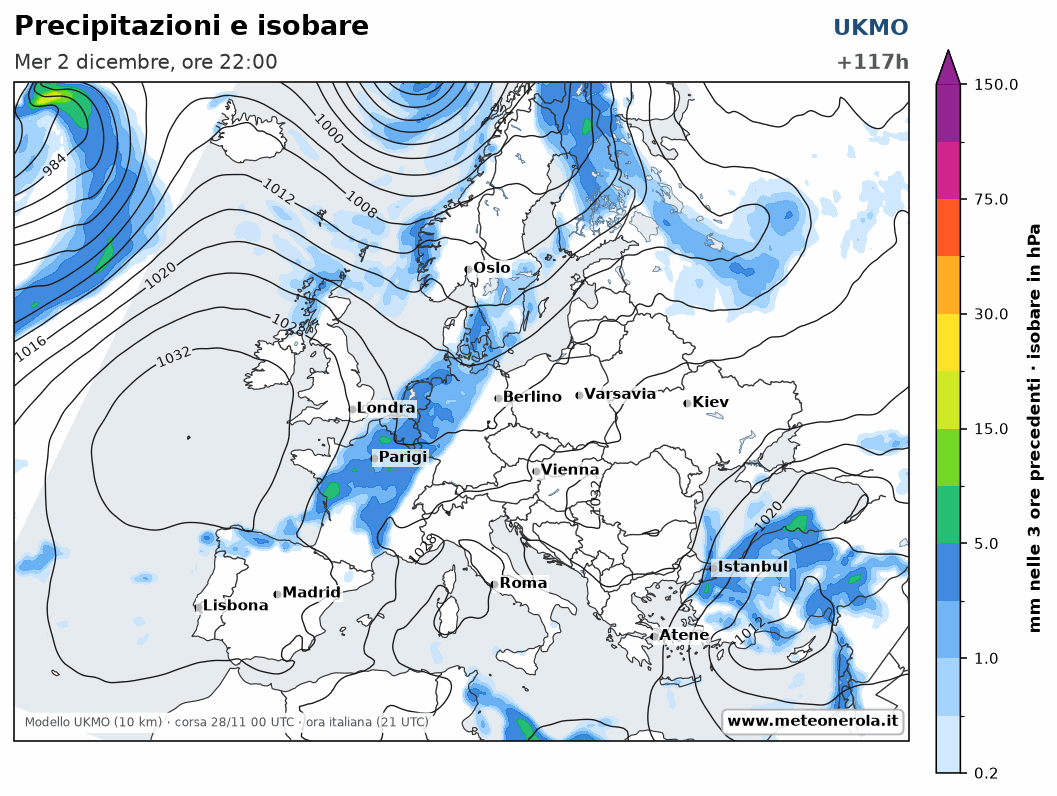 Precipitazioni e isobare
UKMO
Mer 2 dicembre, ore 22:00
+117h
150.0
75.0
30.0
15.0
5.0
1.0
0.2
mm nelle 3 ore precedenti · isobare in hPa
984
1000
1012
1008
1020
1016
1028
1032
Oslo
Londra
Berlino
Varsavia
Kiev
Parigi
Vienna
1032
1020
1028
Istanbul
Roma
Madrid
Lisbona
Atene
1012
Modello UKMO (10 km) · corsa 28/11 00 UTC · ora italiana (21 UTC)
www.meteonerola.it